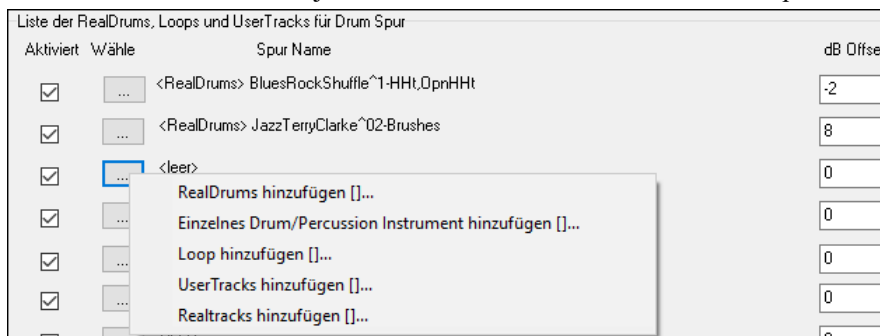 Liste der RealDrums, Loops und UserTracks für Drum Spur
Aktiviert Wähle Spur Name dB Offse
... <RealDrums> BluesRockShuffle^1-HHt,OpnHHt -2
... <RealDrums> JazzTerryClarke^02-Brushes 8
... <leer> 0
RealDrums hinzufügen []...
... Einzelnes Drum/Percussion Instrument hinzufügen []... 0
... Loop hinzufügen []... 0
UserTracks hinzufügen []...
... Realtracks hinzufügen []... 0